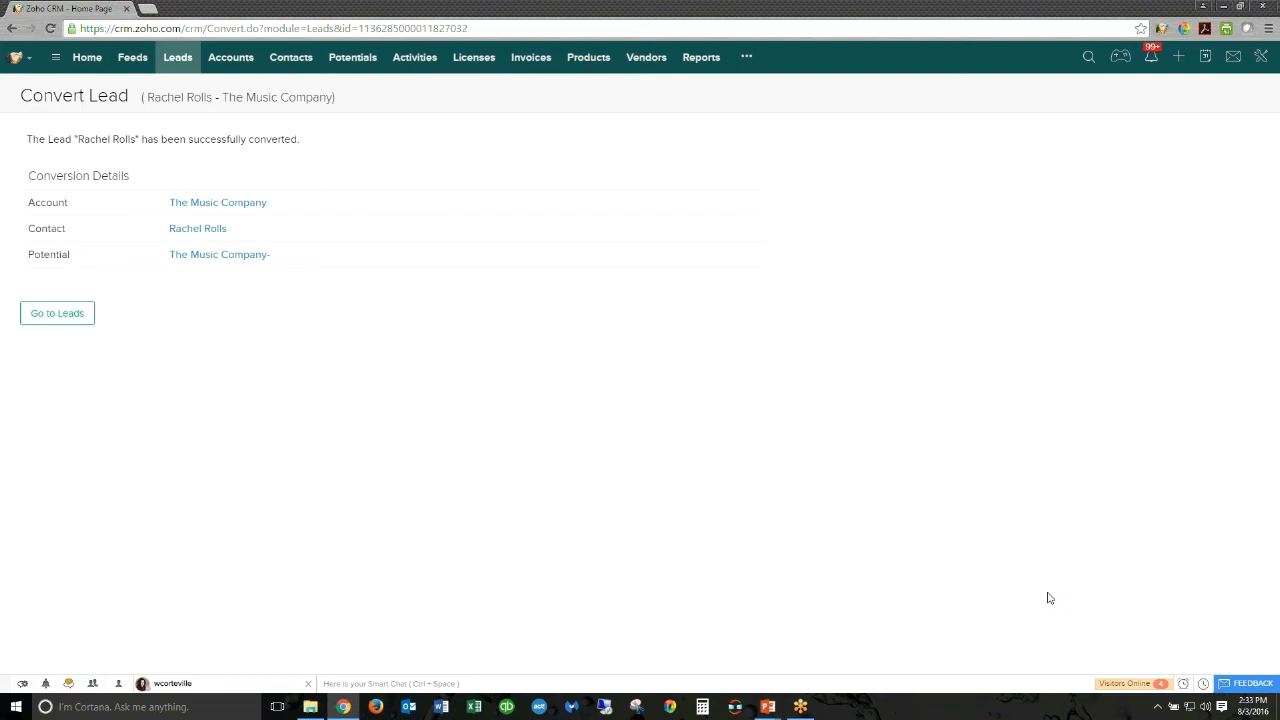 Zoho CRM - Home Page
https://crm.zoho.com/crm/Convert.do?module=Leads&id=1136285000011827032
Home Feeds Leads Accounts Contacts Potentials Activities Licenses Invoices Products Vendors Reports ...
99+
Convert Lead ( Rachel Rolls - The Music Company)
The Lead "Rachel Rolls" has been successfully converted.
Conversion Details
Account The Music Company
Contact Rachel Rolls
Potential The Music Company-
Go to Leads
wcorteville Here is your Smart Chat ( Ctrl + Space ) Visitors Online 4 FEEDBACK
I'm Cortana. Ask me anything.
2:33 PM
8/3/2016